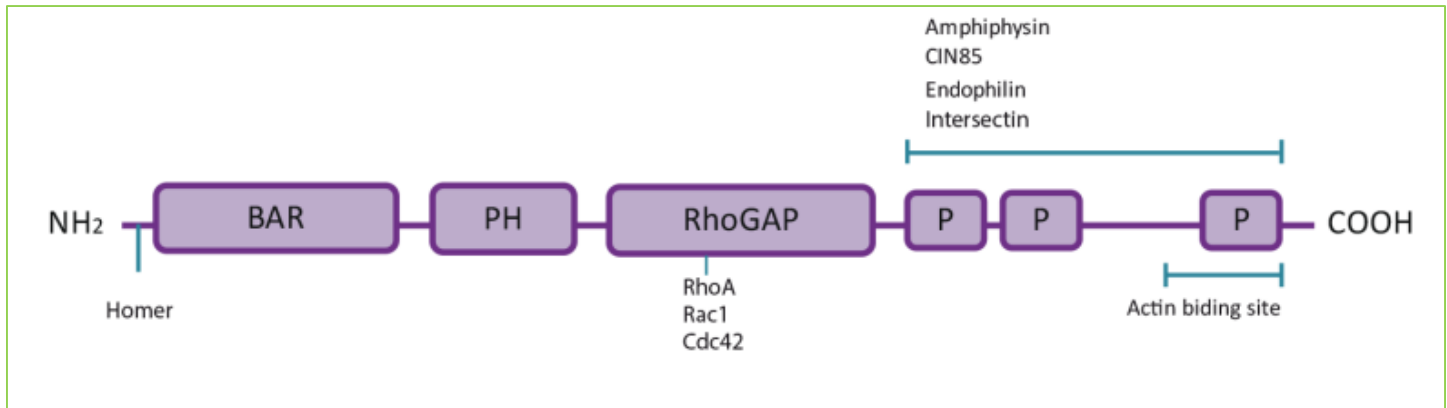 Amphiphysin
CIN85
Endophilin
Intersectin
NH2 BAR PH RhoGAP P P P COOH
Homer
RhoA
Rac1
Cdc42
Actin biding site